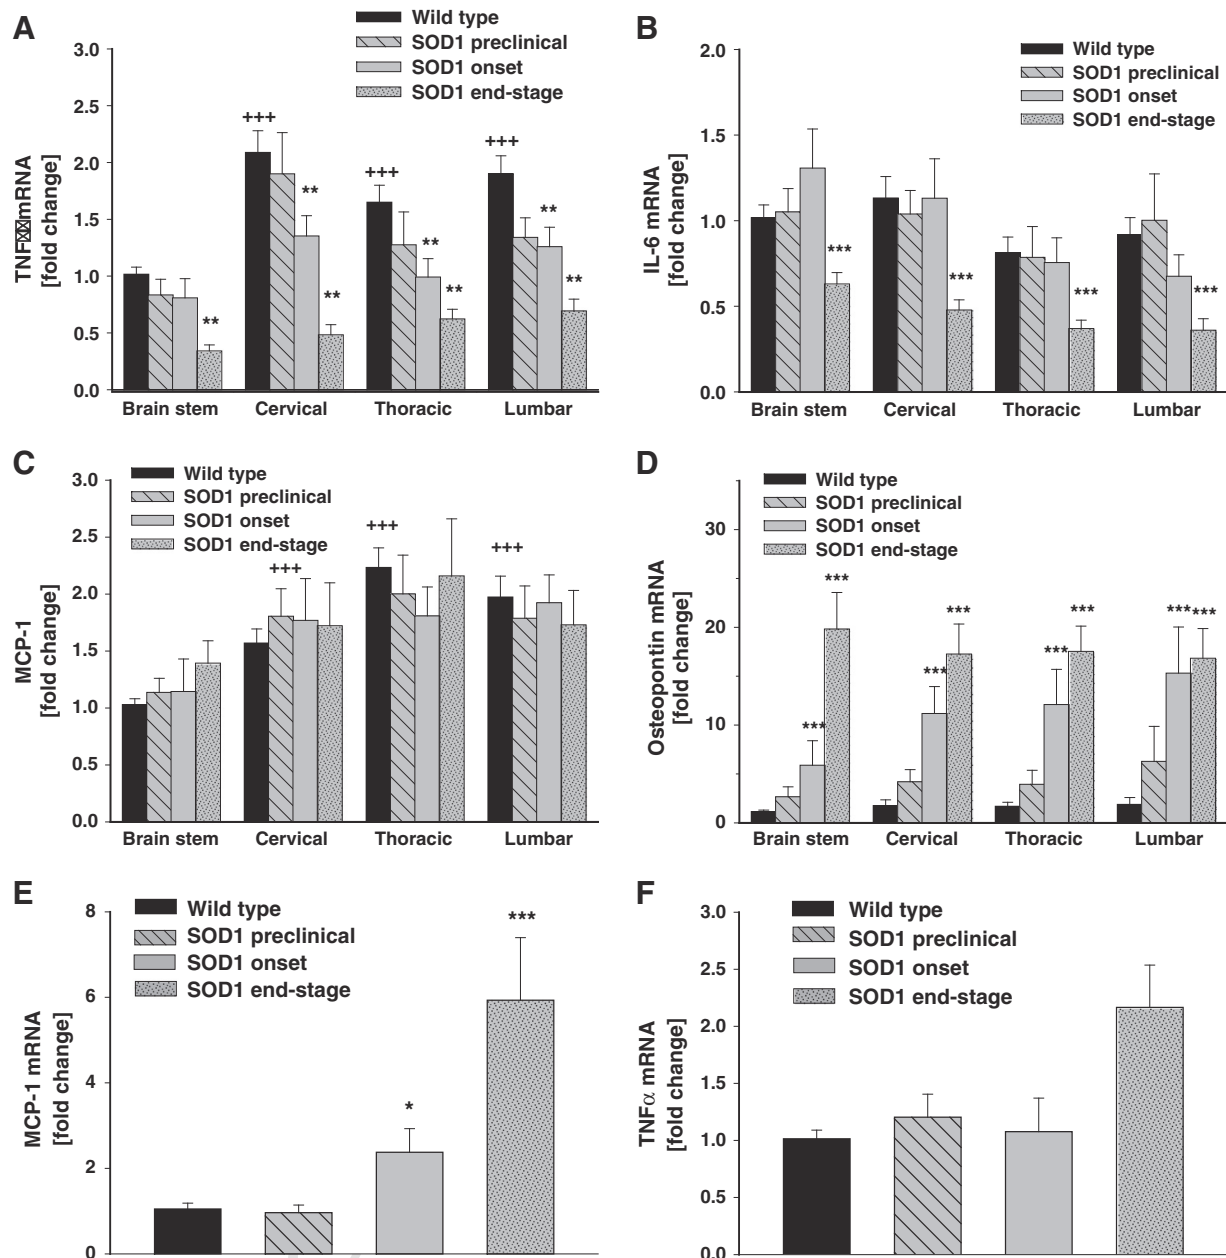 A
Wild type
SOD1 preclinical
SOD1 onset
SOD1 end-stage
TNF mRNA
[fold change]
3.0
2.5
2.0
1.5
1.0
0.5
0.0
+++
**
**
**
+++
**
**
+++
**
**
Brain stem
Cervical
Thoracic
Lumbar
B
Wild type
SOD1 preclinical
SOD1 onset
SOD1 end-stage
IL-6 mRNA
[fold change]
2.0
1.5
1.0
0.5
0.0
***
***
***
***
Brain stem
Cervical
Thoracic
Lumbar
C
Wild type
SOD1 preclinical
SOD1 onset
SOD1 end-stage
MCP-1
[fold change]
3.0
2.5
2.0
1.5
1.0
0.5
0.0
+++
+++
+++
Brain stem
Cervical
Thoracic
Lumbar
D
Wild type
SOD1 preclinical
SOD1 onset
SOD1 end-stage
Osteopontin mRNA
[fold change]
30
20
10
0
***
***
***
***
***
***
***
***
Brain stem
Cervical
Thoracic
Lumbar
E
Wild type
SOD1 preclinical
SOD1 onset
SOD1 end-stage
MCP-1 mRNA
[fold change]
8
6
4
2
0
*
***
F
Wild type
SOD1 preclinical
SOD1 onset
SOD1 end-stage
TNFα mRNA
[fold change]
3.0
2.5
2.0
1.5
1.0
0.5
0.0